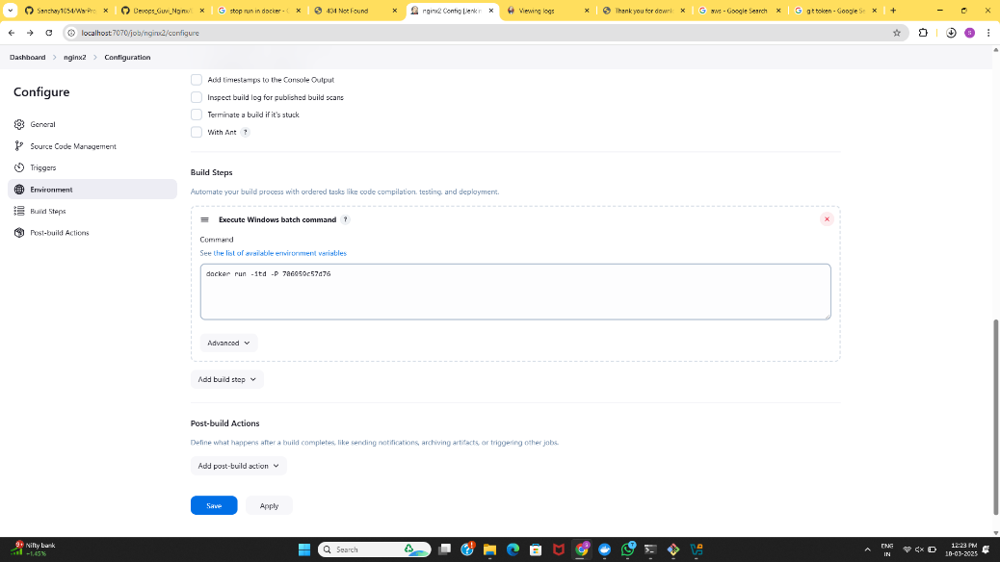 Sanchay1054/WarPro
Devops_Guvi_Nginx/
stop run in docker - G
404 Not Found
nginx2 Config [Jenkin
Viewing logs
Thank you for downl
aws - Google Search
git token - Google Se
localhost:7070/job/nginx2/configure
S
Dashboard > nginx2 > Configuration
Configure
General
Source Code Management
Triggers
Environment
Build Steps
Post-build Actions
Add timestamps to the Console Output
Inspect build log for published build scans
Terminate a build if it's stuck
With Ant ?
Build Steps
Automate your build process with ordered tasks like code compilation, testing, and deployment.
Execute Windows batch command ?
Command
See the list of available environment variables
docker run -itd -P 706959c57d76
Advanced
Add build step
Post-build Actions
Define what happens after a build completes, like sending notifications, archiving artifacts, or triggering other jobs.
Add post-build action
Save
Apply
Nifty bank
-1.45%
Search
ENG
IN
12:23 PM
18-03-2025